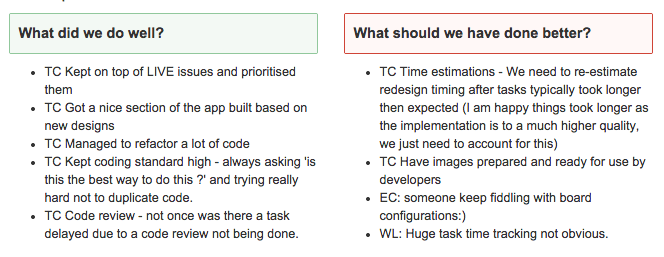 What did we do well?
TC Kept on top of LIVE issues and prioritised
them
TC Got a nice section of the app built based on
new designs
TC Managed to refactor a lot of code
TC Kept coding standard high - always asking 'is
this the best way to do this ?' and trying really
hard not to duplicate code.
TC Code review - not once was there a task
delayed due to a code review not being done.
What should we have done better?
TC Time estimations - We need to re-estimate
redesign timing after tasks typically took longer
then expected (I am happy things took longer as
the implementation is to a much higher quality,
we just need to account for this)
TC Have images prepared and ready for use by
developers
EC: someone keep fiddling with board
configurations:)
WL: Huge task time tracking not obvious.